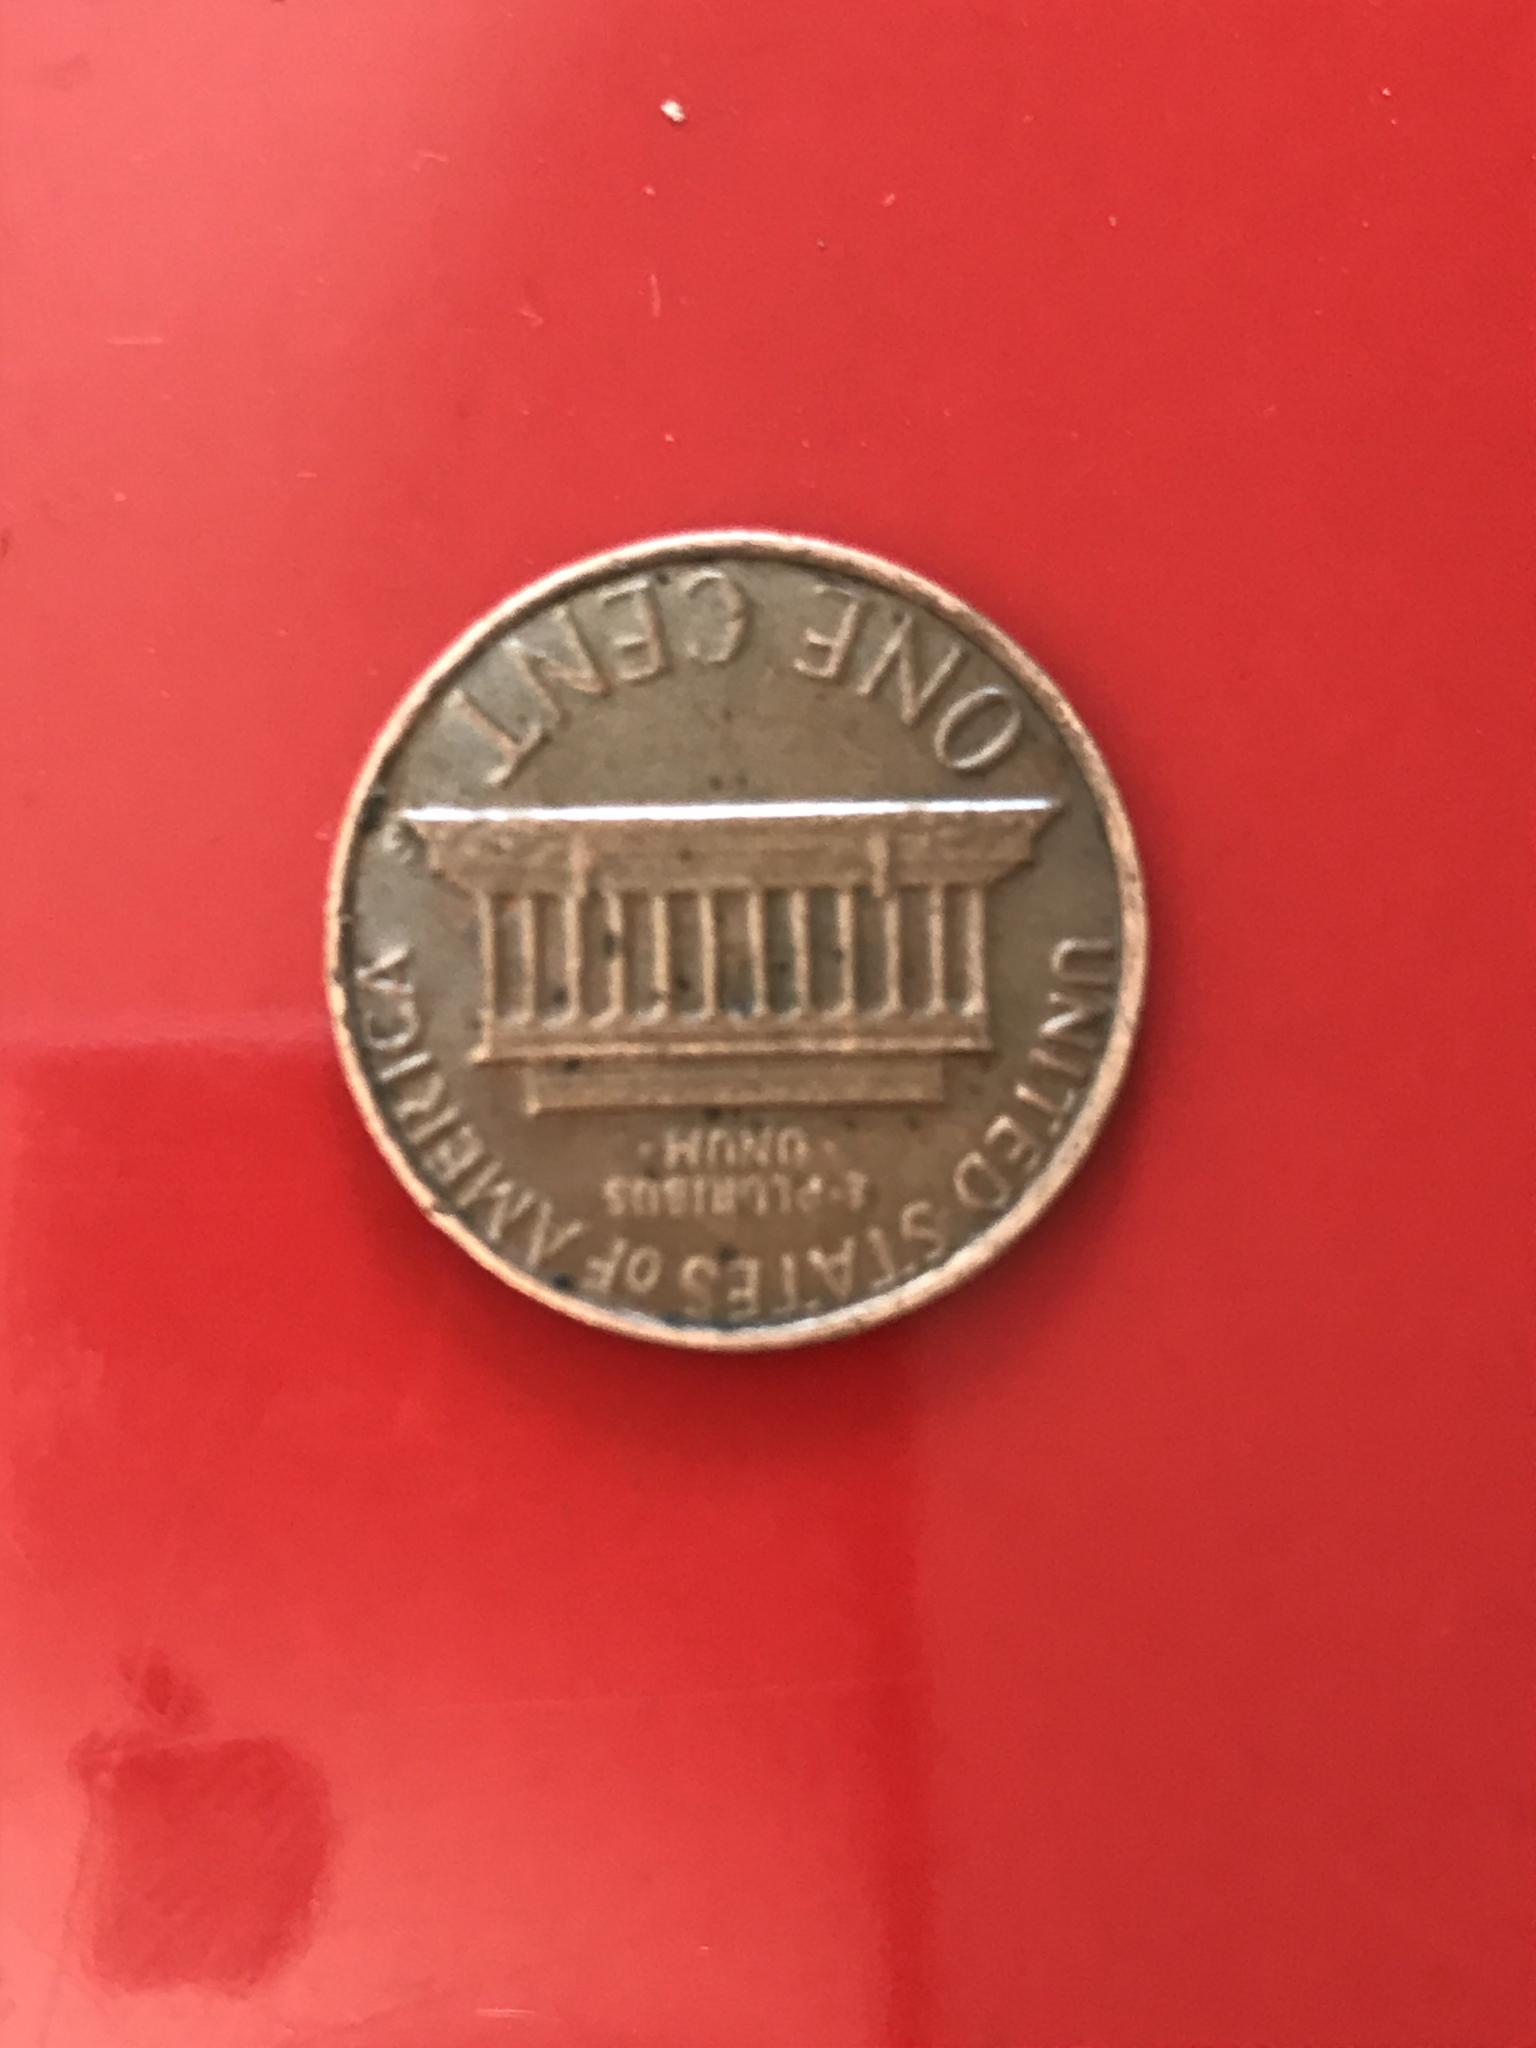 UNITED STATES OF AMERICA
E·PLURIBUS
·UNUM·
ONE CENT